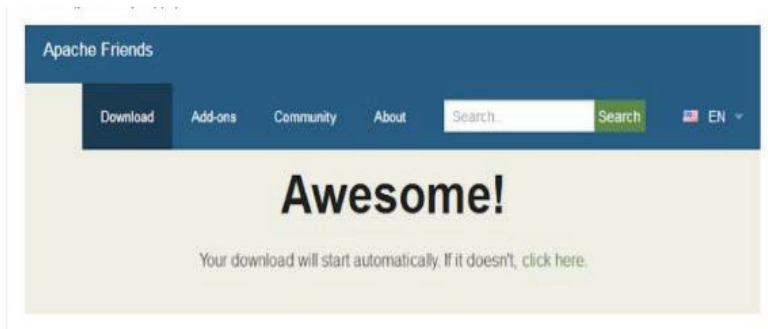 Apache Friends
Download Add-ons Community About Search.. Search EN
Awesome!
Your download will start automatically. If it doesn't, click here.